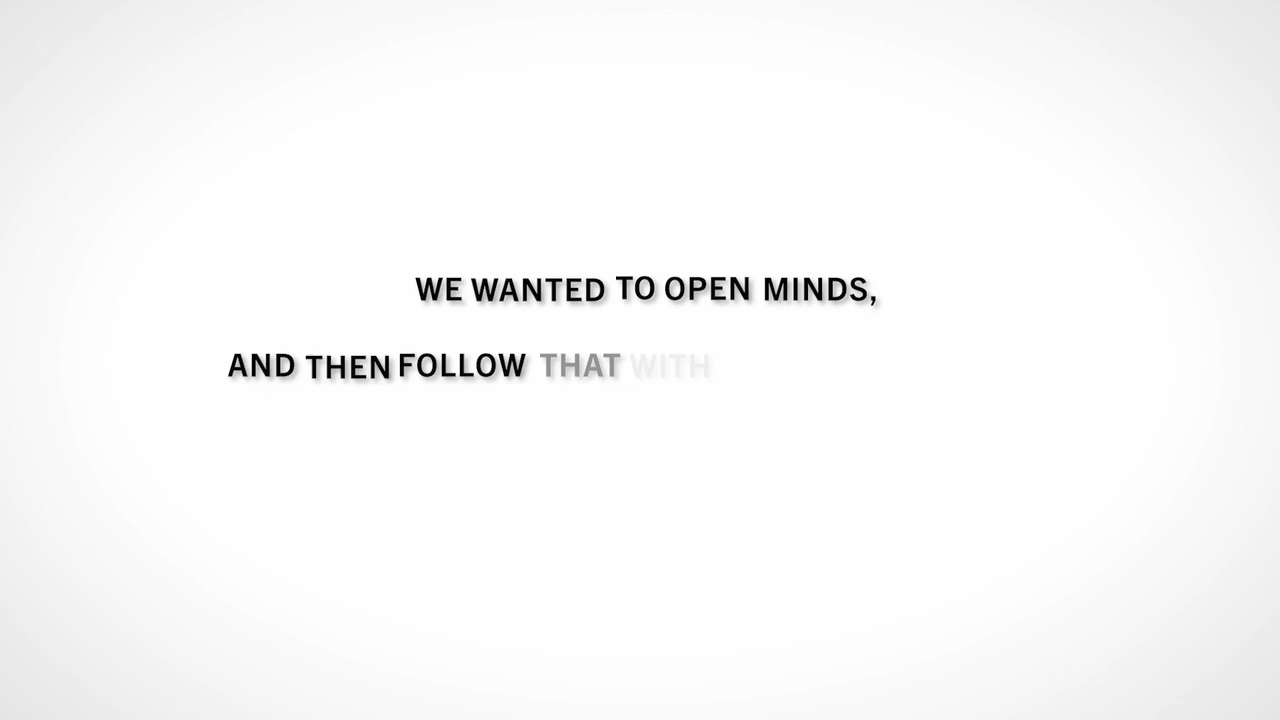 WE WANTED TO OPEN MINDS,
AND THEN FOLLOW THAT WITH